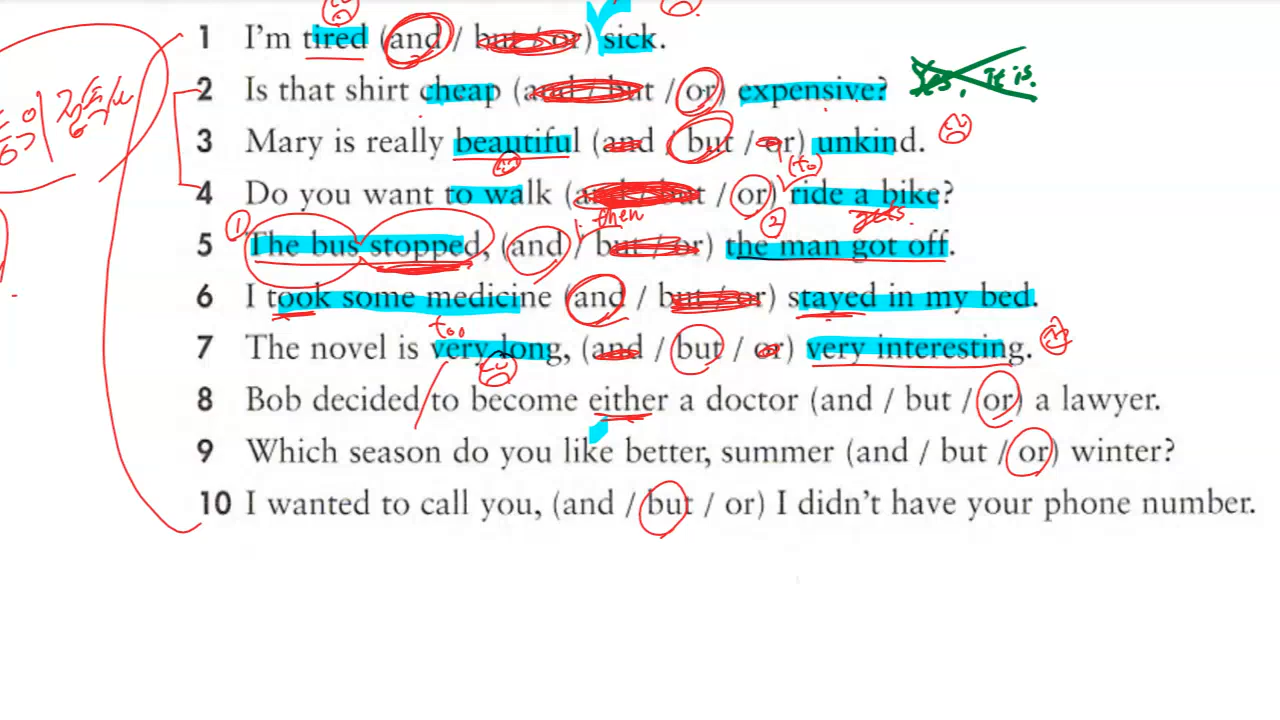 1 I'm tired (and / but / or) sick.
2 Is that shirt cheap (and / but / or) expensive? Yes, it is.
3 Mary is really beautiful (and / but / or) unkind.
(to
4 Do you want to walk (and / but / or) ride a bike?
then gets
5 ① The bus stopped, (and / but / or) ② the man got off.
6 I took some medicine (and / but / or) stayed in my bed.
too
7 The novel is very long, (and / but / or) very interesting.
8 Bob decided to become either a doctor (and / but / or) a lawyer.
9 Which season do you like better, summer (and / but / or) winter?
10 I wanted to call you, (and / but / or) I didn't have your phone number.